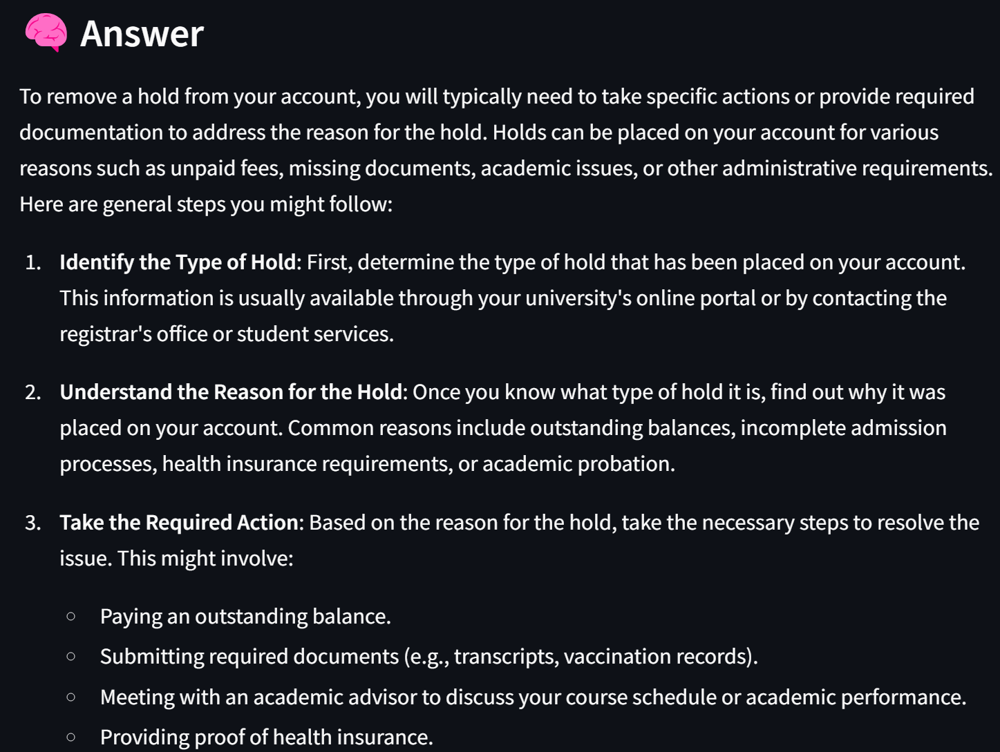 Answer
To remove a hold from your account, you will typically need to take specific actions or provide required
documentation to address the reason for the hold. Holds can be placed on your account for various
reasons such as unpaid fees, missing documents, academic issues, or other administrative requirements.
Here are general steps you might follow:
1. Identify the Type of Hold: First, determine the type of hold that has been placed on your account.
This information is usually available through your university's online portal or by contacting the
registrar's office or student services.
2. Understand the Reason for the Hold: Once you know what type of hold it is, find out why it was
placed on your account. Common reasons include outstanding balances, incomplete admission
processes, health insurance requirements, or academic probation.
3. Take the Required Action: Based on the reason for the hold, take the necessary steps to resolve the
issue. This might involve:
○ Paying an outstanding balance.
○ Submitting required documents (e.g., transcripts, vaccination records).
○ Meeting with an academic advisor to discuss your course schedule or academic performance.
○ Providing proof of health insurance.